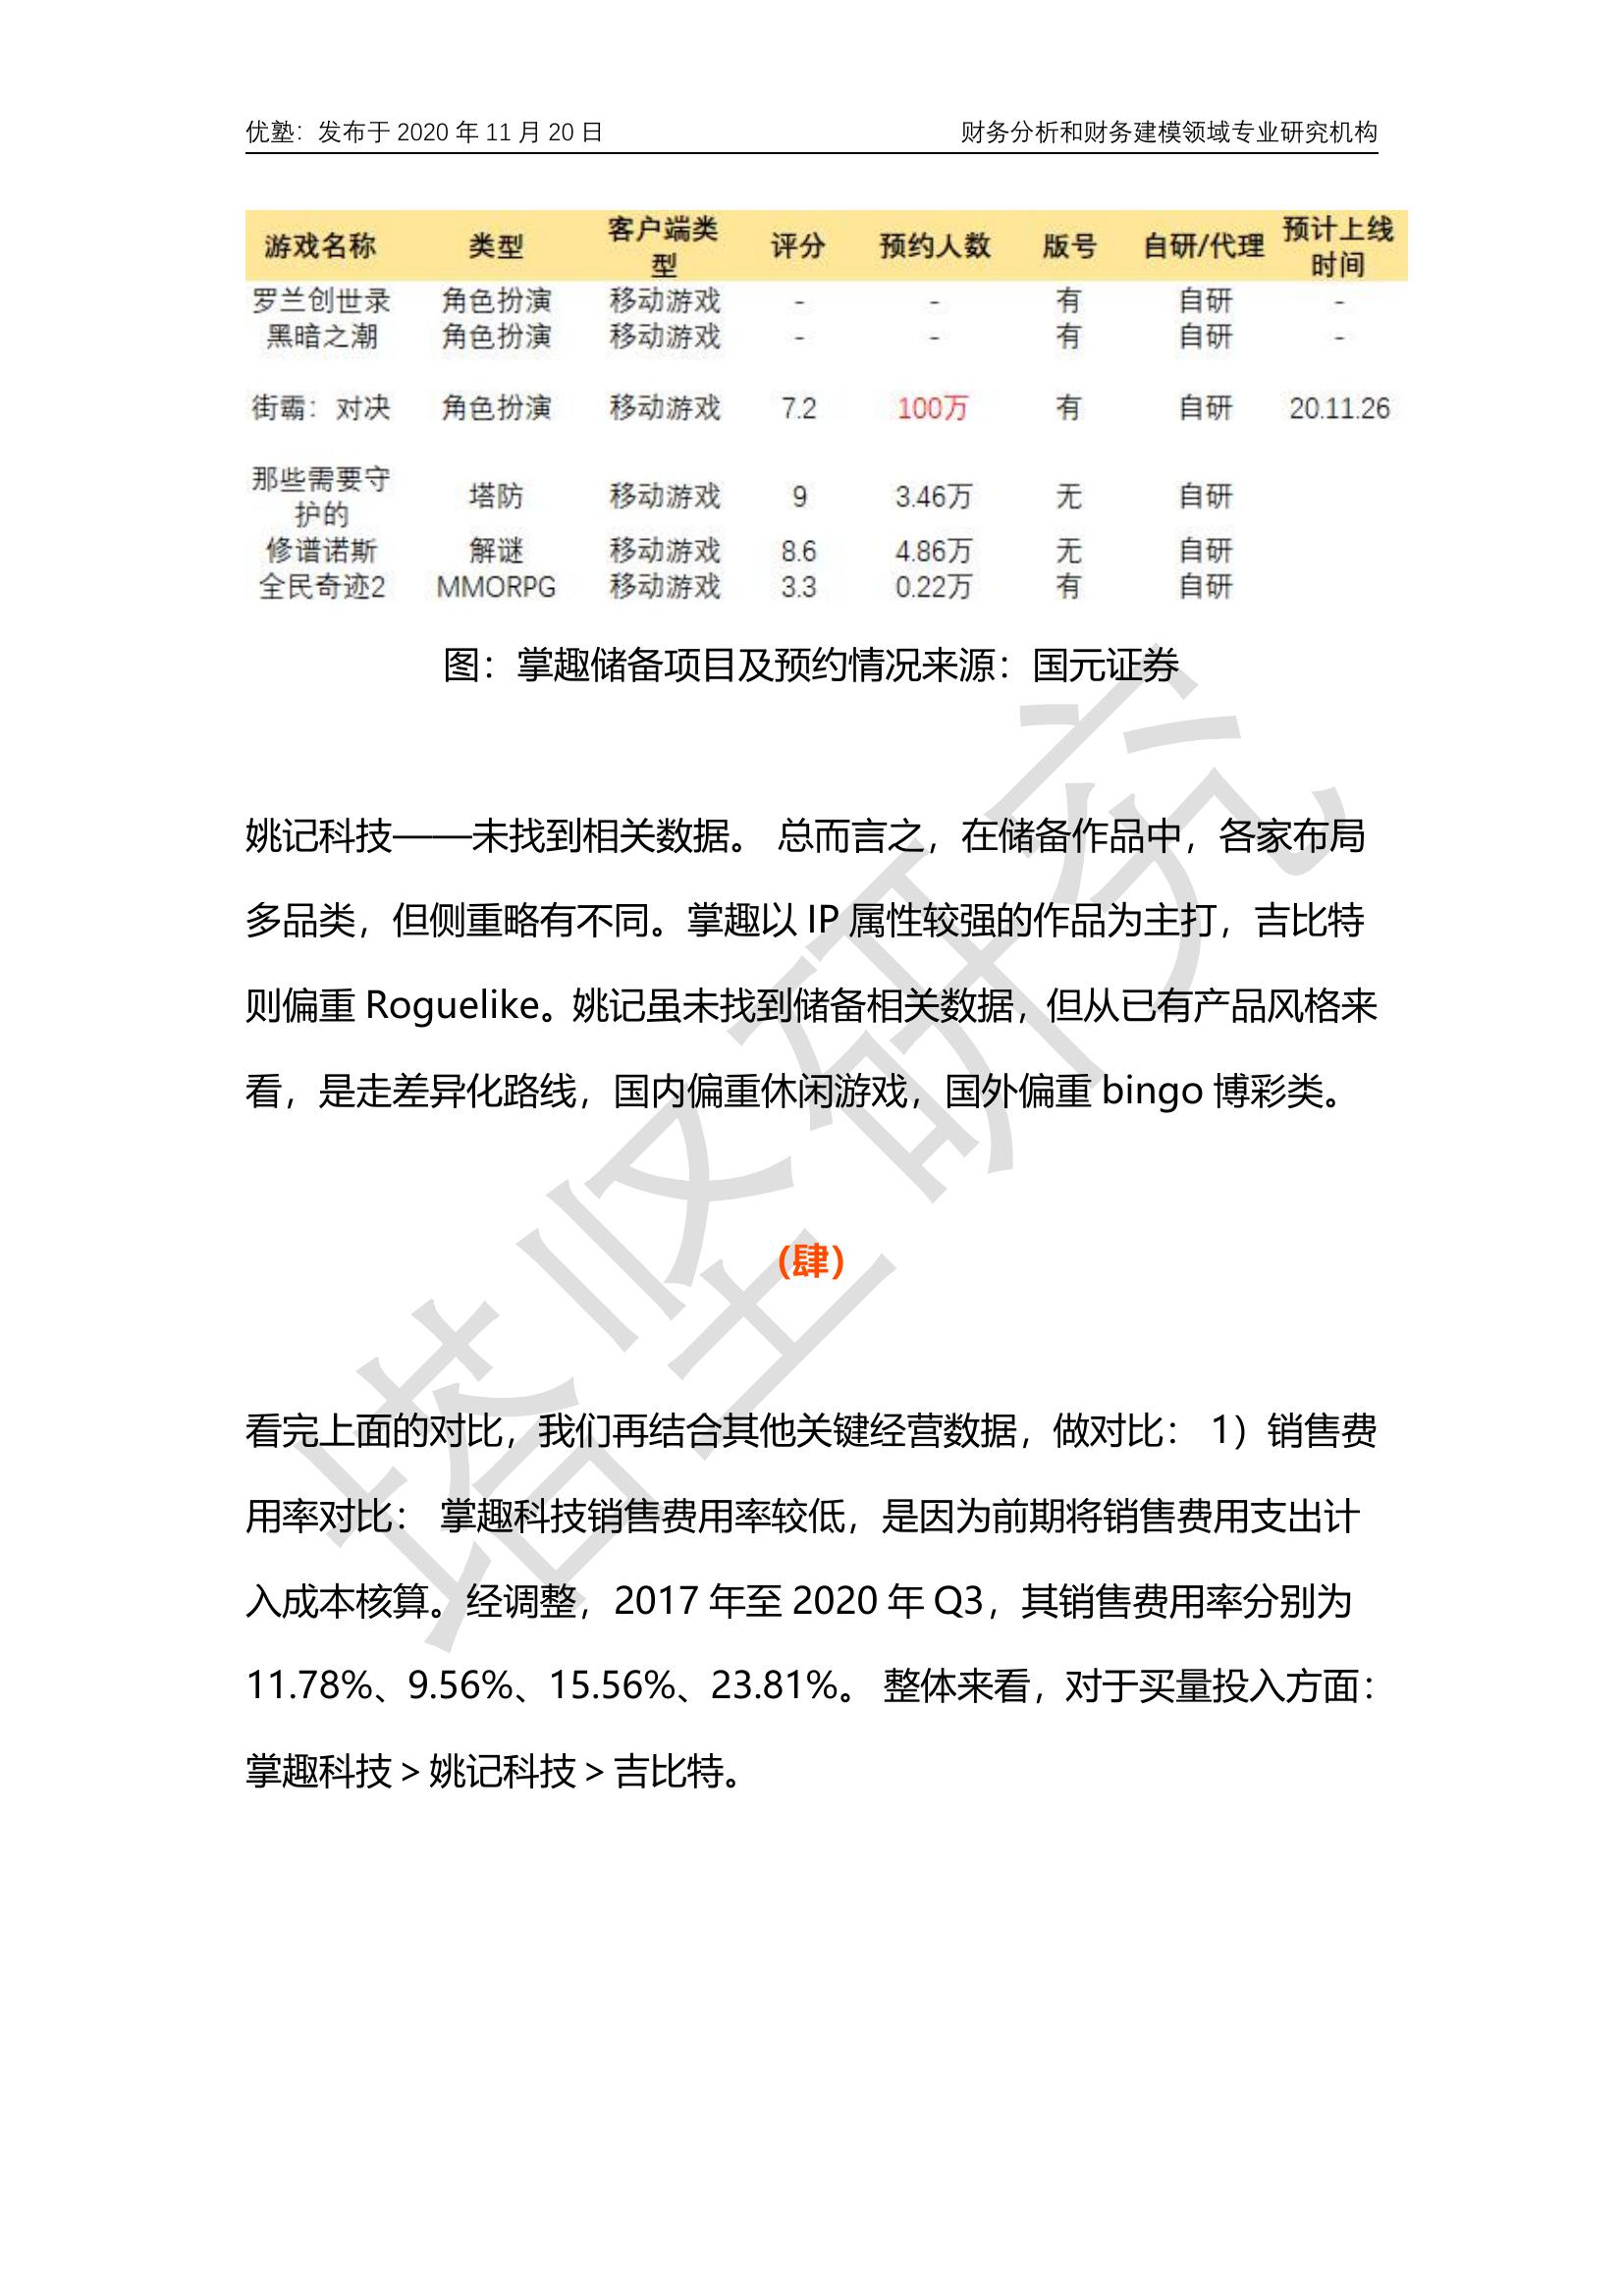 优塾：发布于 2020 年 11 月 20 日 财务分析和财务建模领域专业研究机构
游戏名称 类型 客户端类型 评分 预约人数 版号 自研/代理 预计上线时间
罗兰创世录 角色扮演 移动游戏 - - 有 自研 -
黑暗之潮 角色扮演 移动游戏 - - 有 自研 -
街霸：对决 角色扮演 移动游戏 7.2 100万 有 自研 20.11.26
那些需要守护的 塔防 移动游戏 9 3.46万 无 自研
修谱诺斯 解谜 移动游戏 8.6 4.86万 无 自研
全民奇迹2 MMORPG 移动游戏 3.3 0.22万 有 自研
图：掌趣储备项目及预约情况来源：国元证券
姚记科技——未找到相关数据。 总而言之，在储备作品中，各家布局
多品类，但侧重略有不同。掌趣以 IP 属性较强的作品为主打，吉比特
则偏重 Roguelike。姚记虽未找到储备相关数据，但从已有产品风格来
看，是走差异化路线，国内偏重休闲游戏，国外偏重 bingo 博彩类。
（肆）
看完上面的对比，我们再结合其他关键经营数据，做对比： 1）销售费
用率对比： 掌趣科技销售费用率较低，是因为前期将销售费用支出计
入成本核算。经调整，2017 年至 2020 年 Q3，其销售费用率分别为
11.78%、9.56%、15.56%、23.81%。 整体来看，对于买量投入方面：
掌趣科技 > 姚记科技 > 吉比特。
塔坚研究